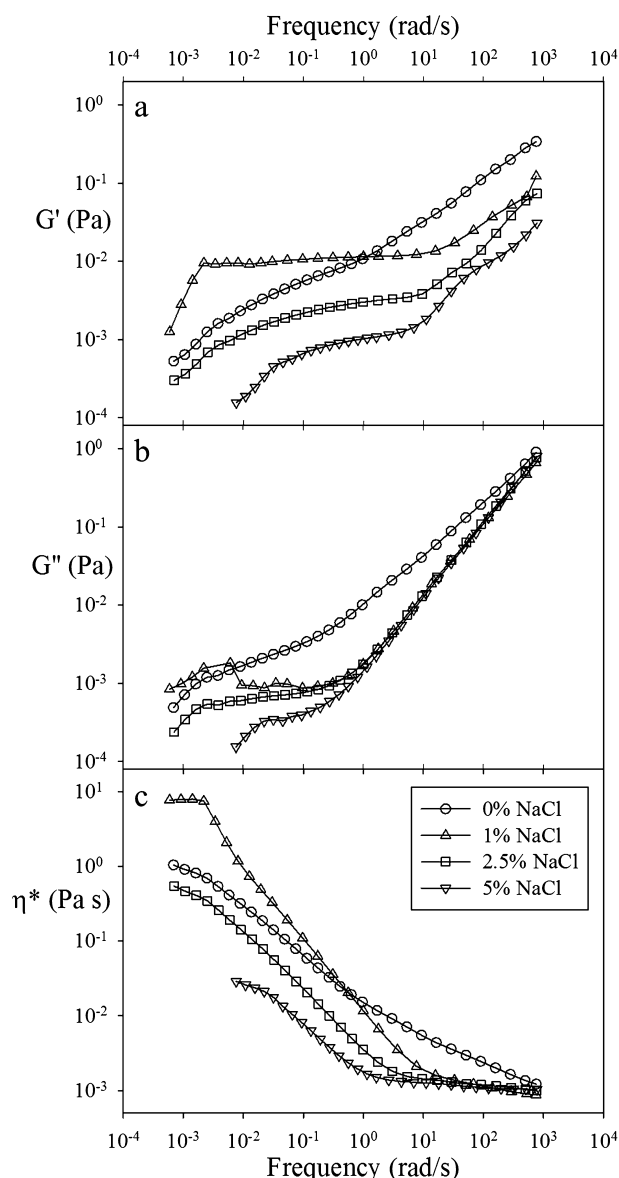 Frequency (rad/s)
10⁻⁴ 10⁻³ 10⁻² 10⁻¹ 10⁰ 10¹ 10² 10³ 10⁴
a
10⁰
10⁻¹
G' (Pa)
10⁻²
10⁻³
10⁻⁴
b
10⁰
10⁻¹
G'' (Pa)
10⁻²
10⁻³
10⁻⁴
c
10¹
10⁰
η* (Pa s)
10⁻¹
10⁻²
10⁻³
0% NaCl
1% NaCl
2.5% NaCl
5% NaCl
10⁻⁴ 10⁻³ 10⁻² 10⁻¹ 10⁰ 10¹ 10² 10³ 10⁴
Frequency (rad/s)